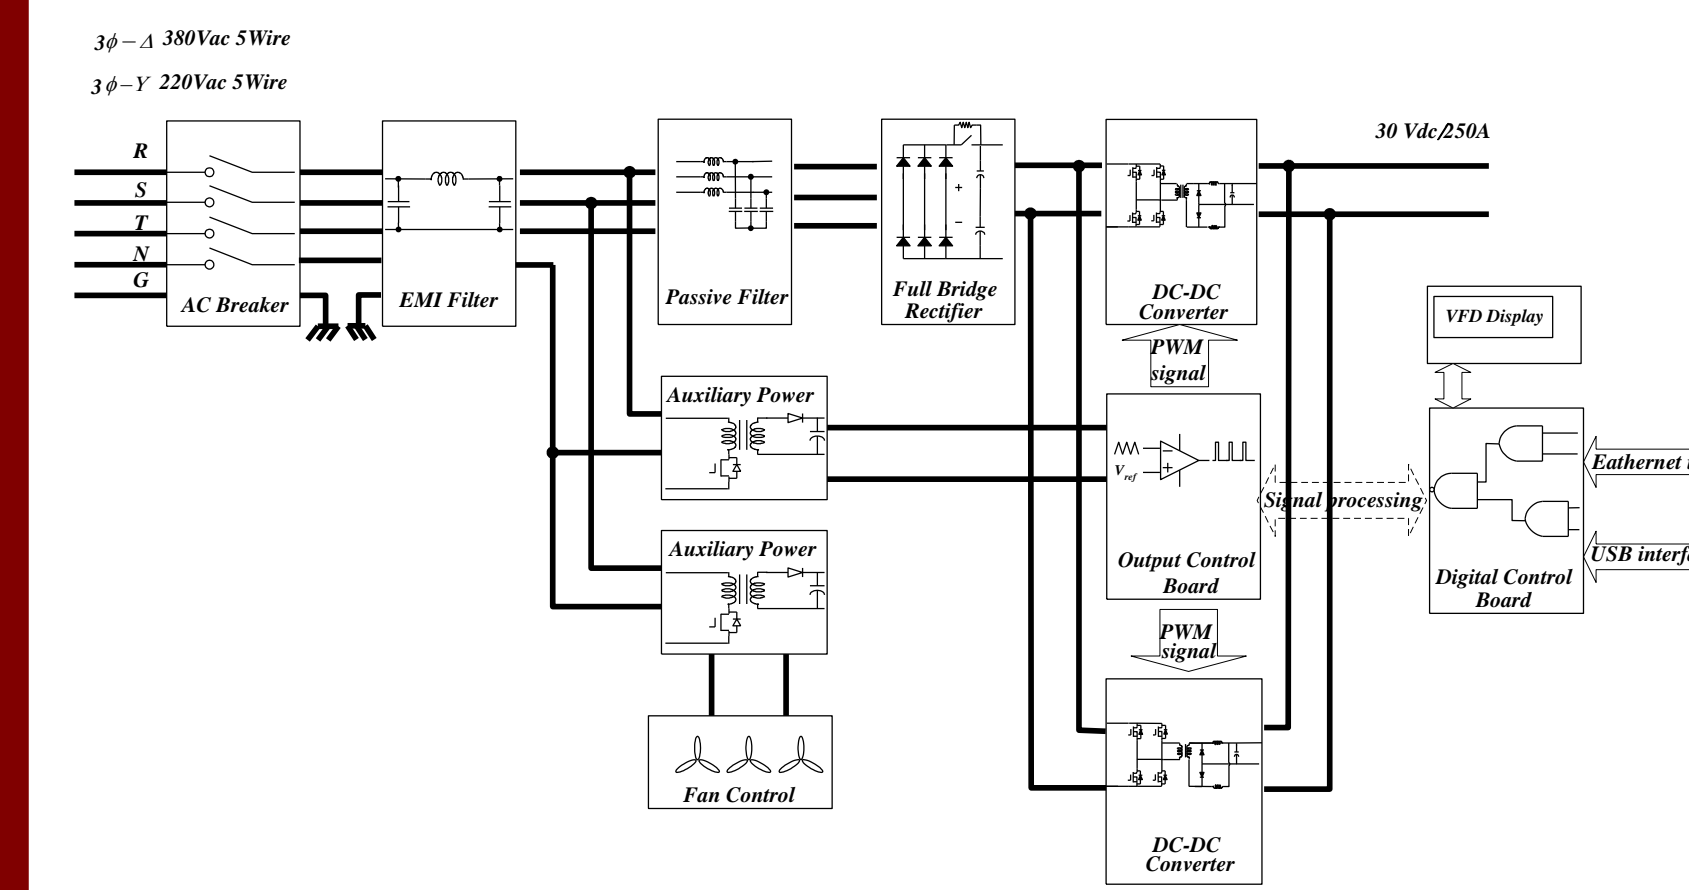 3ϕ–Δ 380Vac 5Wire
3ϕ–Y 220Vac 5Wire
R
S
T
N
G
AC Breaker
EMI Filter
Passive Filter
Full Bridge
Rectifier
+
–
DC-DC
Converter
30 Vdc/250A
PWM
signal
VFD Display
Auxiliary Power
Vref
–
+
Output Control
Board
Signal processing
Eathernet
USB
Digital Control
Board
Auxiliary Power
PWM
signal
Fan Control
DC-DC
Converter